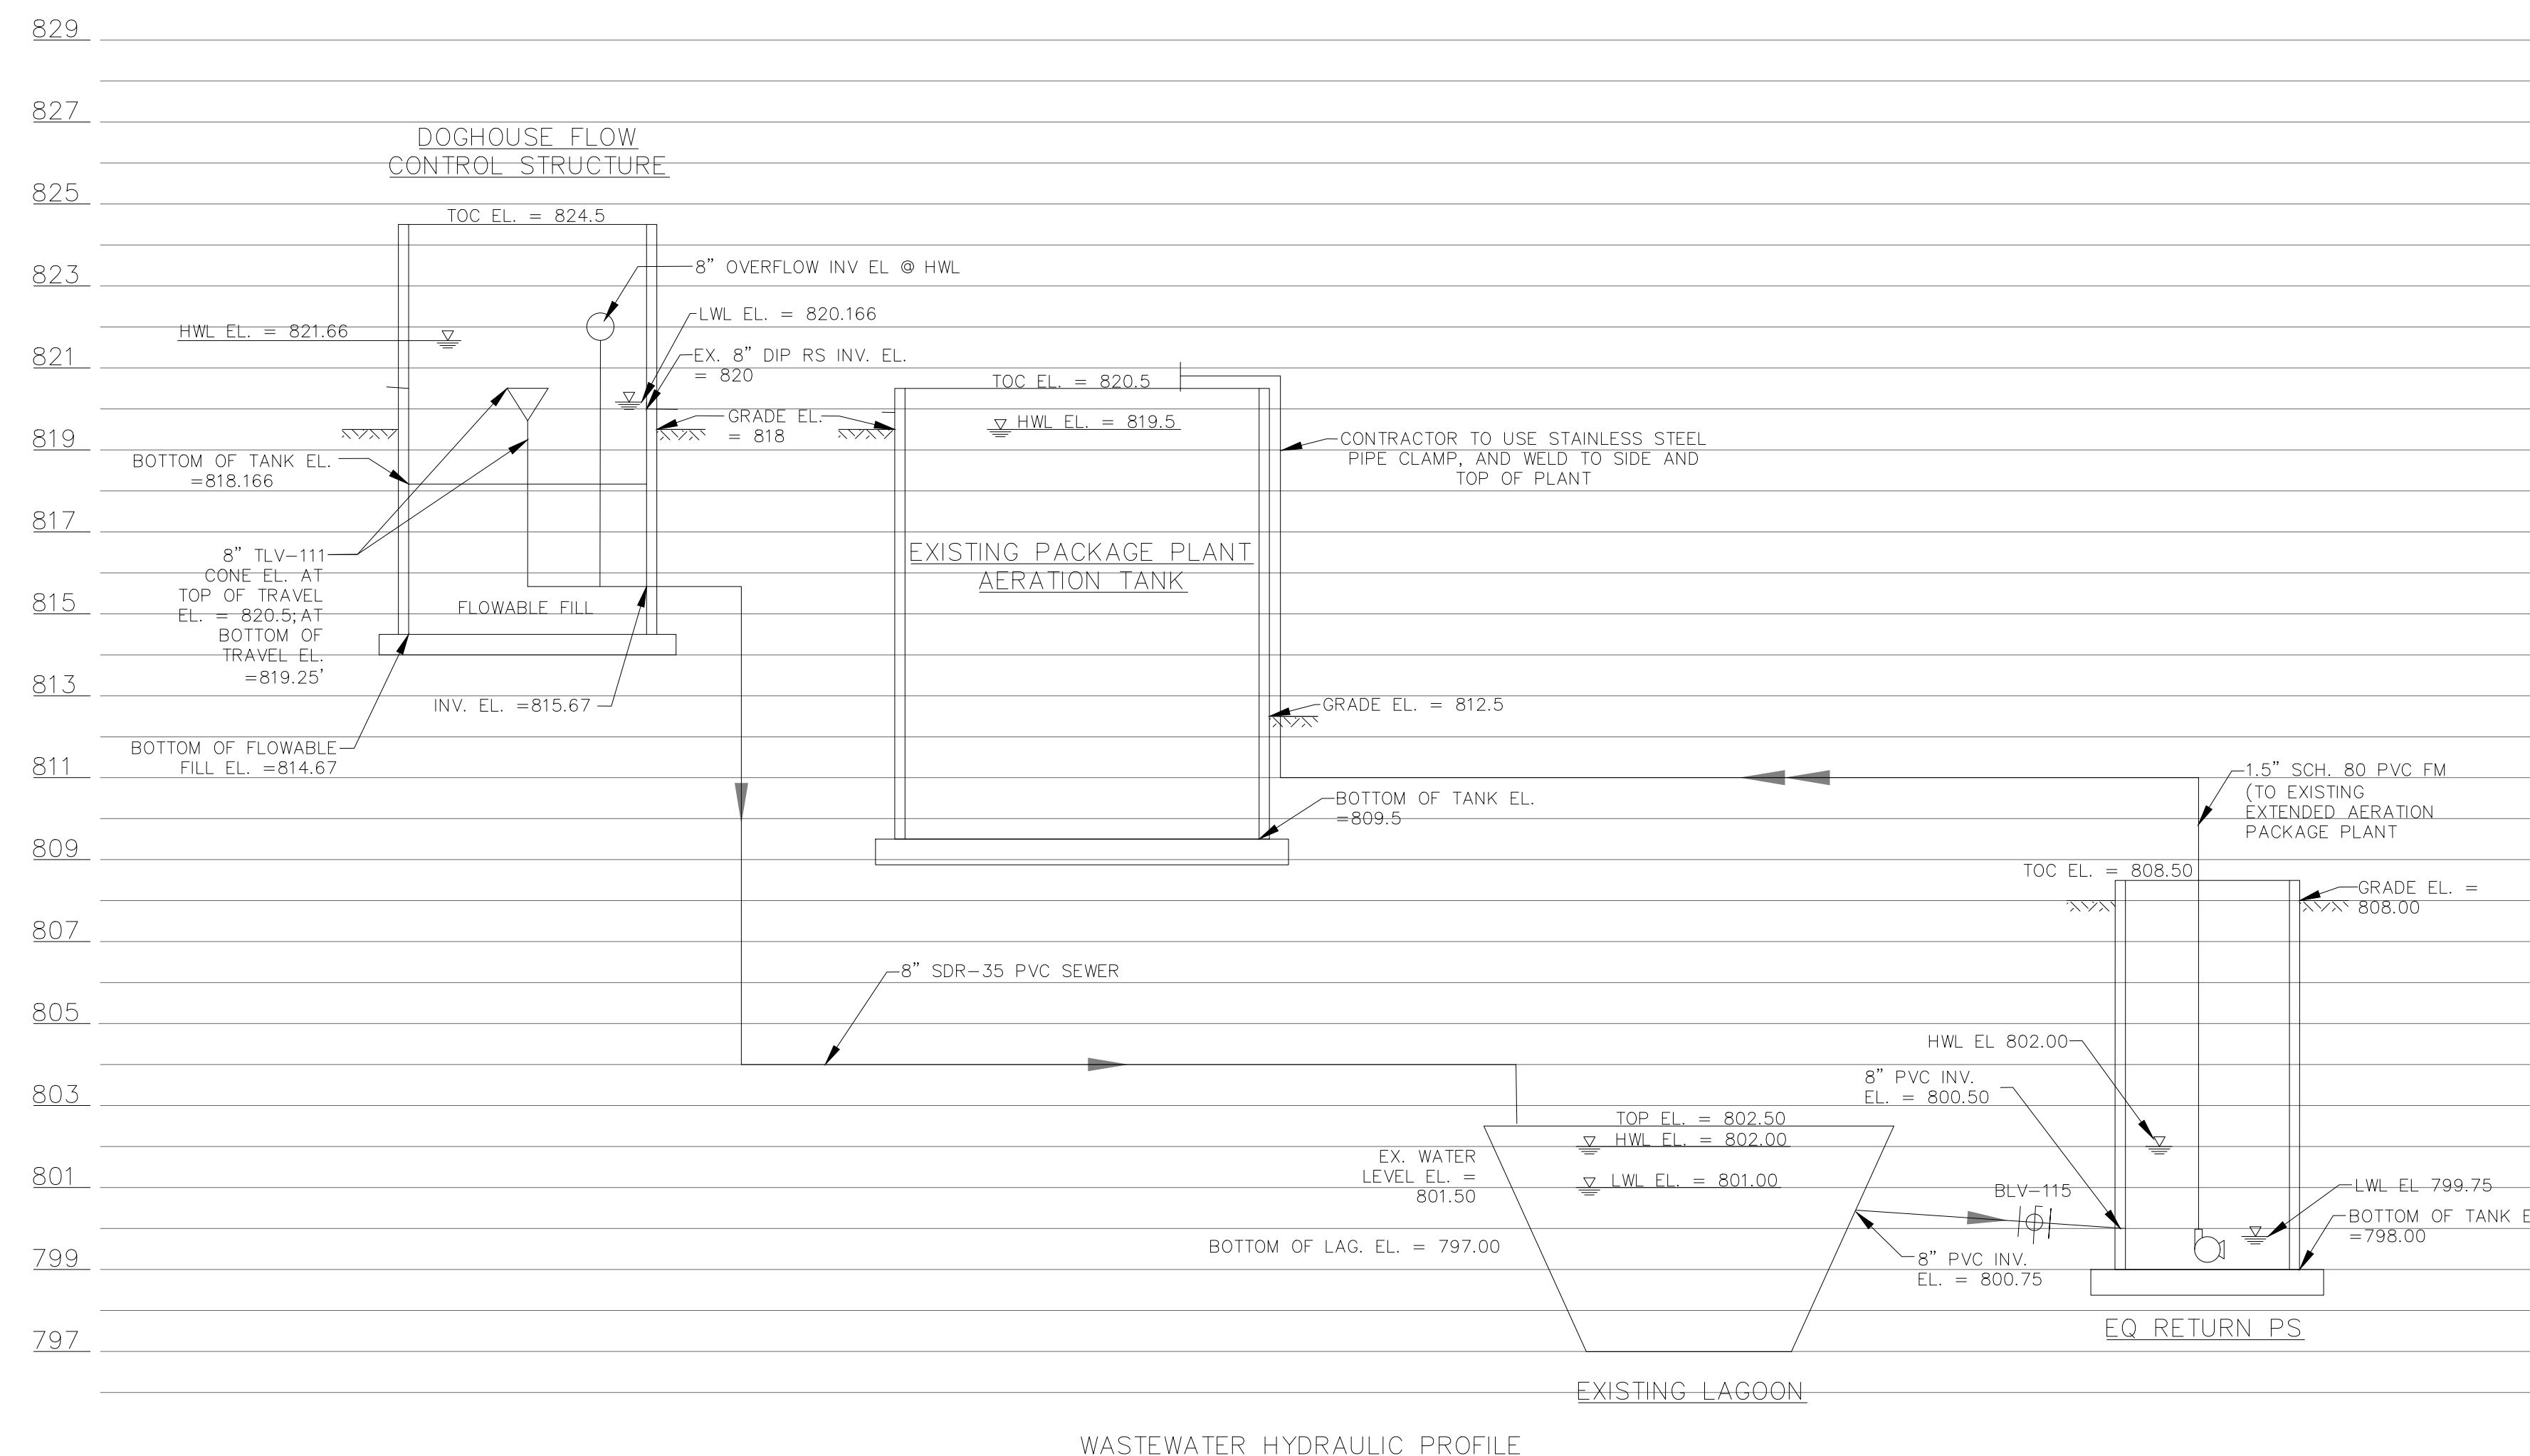 829
827
825
823
821
819
817
815
813
811
809
807
805
803
801
799
797
DOGHOUSE FLOW
CONTROL STRUCTURE
TOC EL. = 824.5
8" OVERFLOW INV EL @ HWL
LWL EL. = 820.166
HWL EL. = 821.66
EX. 8" DIP RS INV. EL.
= 820
GRADE EL.
= 818
BOTTOM OF TANK EL.
=818.166
8" TLV-111
CONE EL. AT
TOP OF TRAVEL
EL. = 820.5; AT
BOTTOM OF
TRAVEL EL.
=819.25'
FLOWABLE FILL
INV. EL. =815.67
BOTTOM OF FLOWABLE
FILL EL. =814.67
TOC EL. = 820.5
HWL EL. = 819.5
CONTRACTOR TO USE STAINLESS STEEL
PIPE CLAMP, AND WELD TO SIDE AND
TOP OF PLANT
EXISTING PACKAGE PLANT
AERATION TANK
GRADE EL. = 812.5
BOTTOM OF TANK EL.
=809.5
1.5" SCH. 80 PVC FM
(TO EXISTING
EXTENDED AERATION
PACKAGE PLANT
TOC EL. = 808.50
GRADE EL. =
808.00
8" SDR-35 PVC SEWER
HWL EL 802.00
8" PVC INV.
EL. = 800.50
TOP EL. = 802.50
HWL EL. = 802.00
EX. WATER
LEVEL EL. =
801.50
LWL EL. = 801.00
BLV-115
LWL EL 799.75
BOTTOM OF TANK E
=798.00
BOTTOM OF LAG. EL. = 797.00
8" PVC INV.
EL. = 800.75
EQ RETURN PS
EXISTING LAGOON
WASTEWATER HYDRAULIC PROFILE